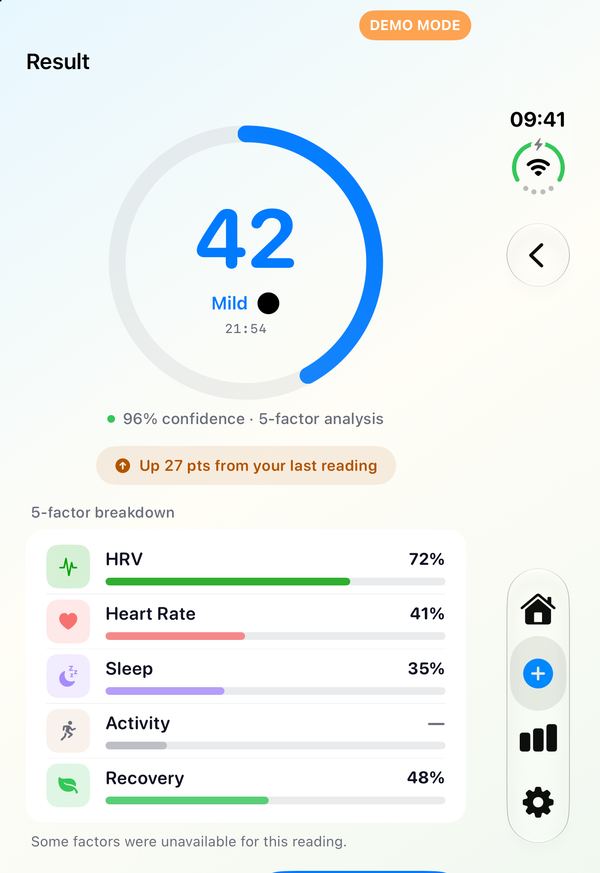 DEMO MODE
Result
09:41
42
Mild
21:54
96% confidence · 5-factor analysis
Up 27 pts from your last reading
5-factor breakdown
HRV 72%
Heart Rate 41%
Sleep 35%
Activity —
Recovery 48%
Some factors were unavailable for this reading.